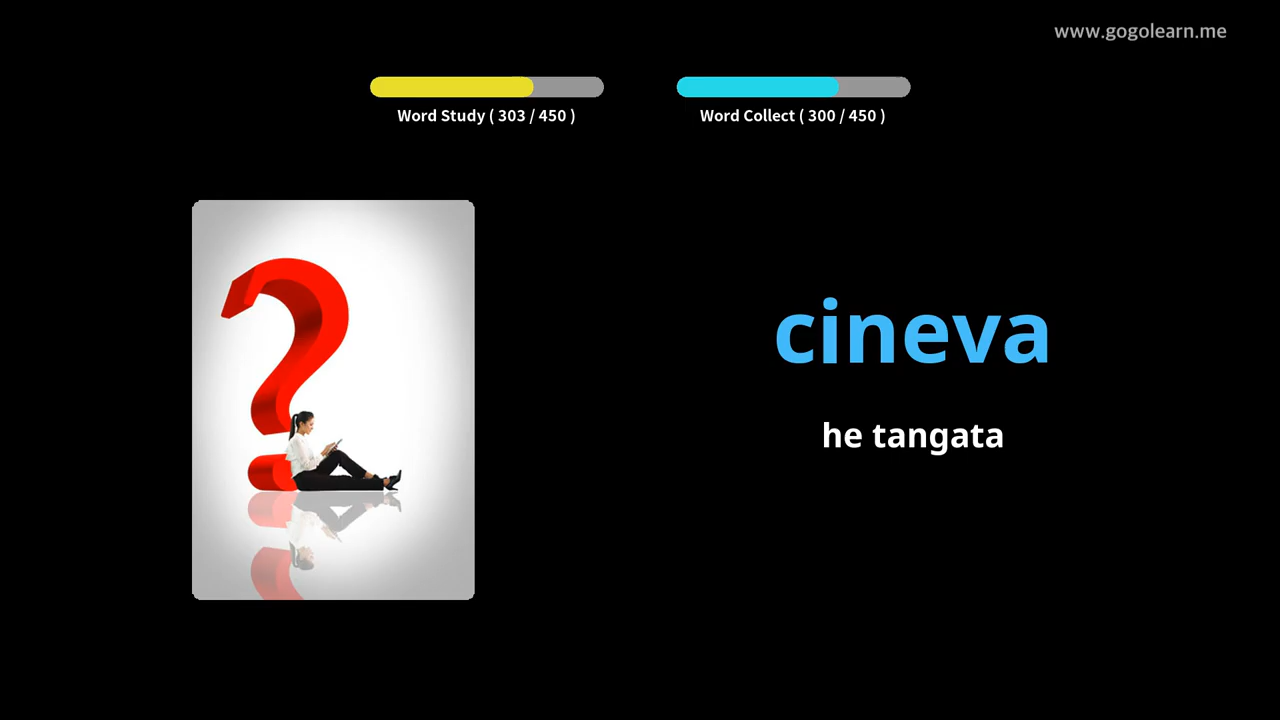 www.gogolearn.me
Word Study ( 303 / 450 )
Word Collect ( 300 / 450 )
cineva
he tangata